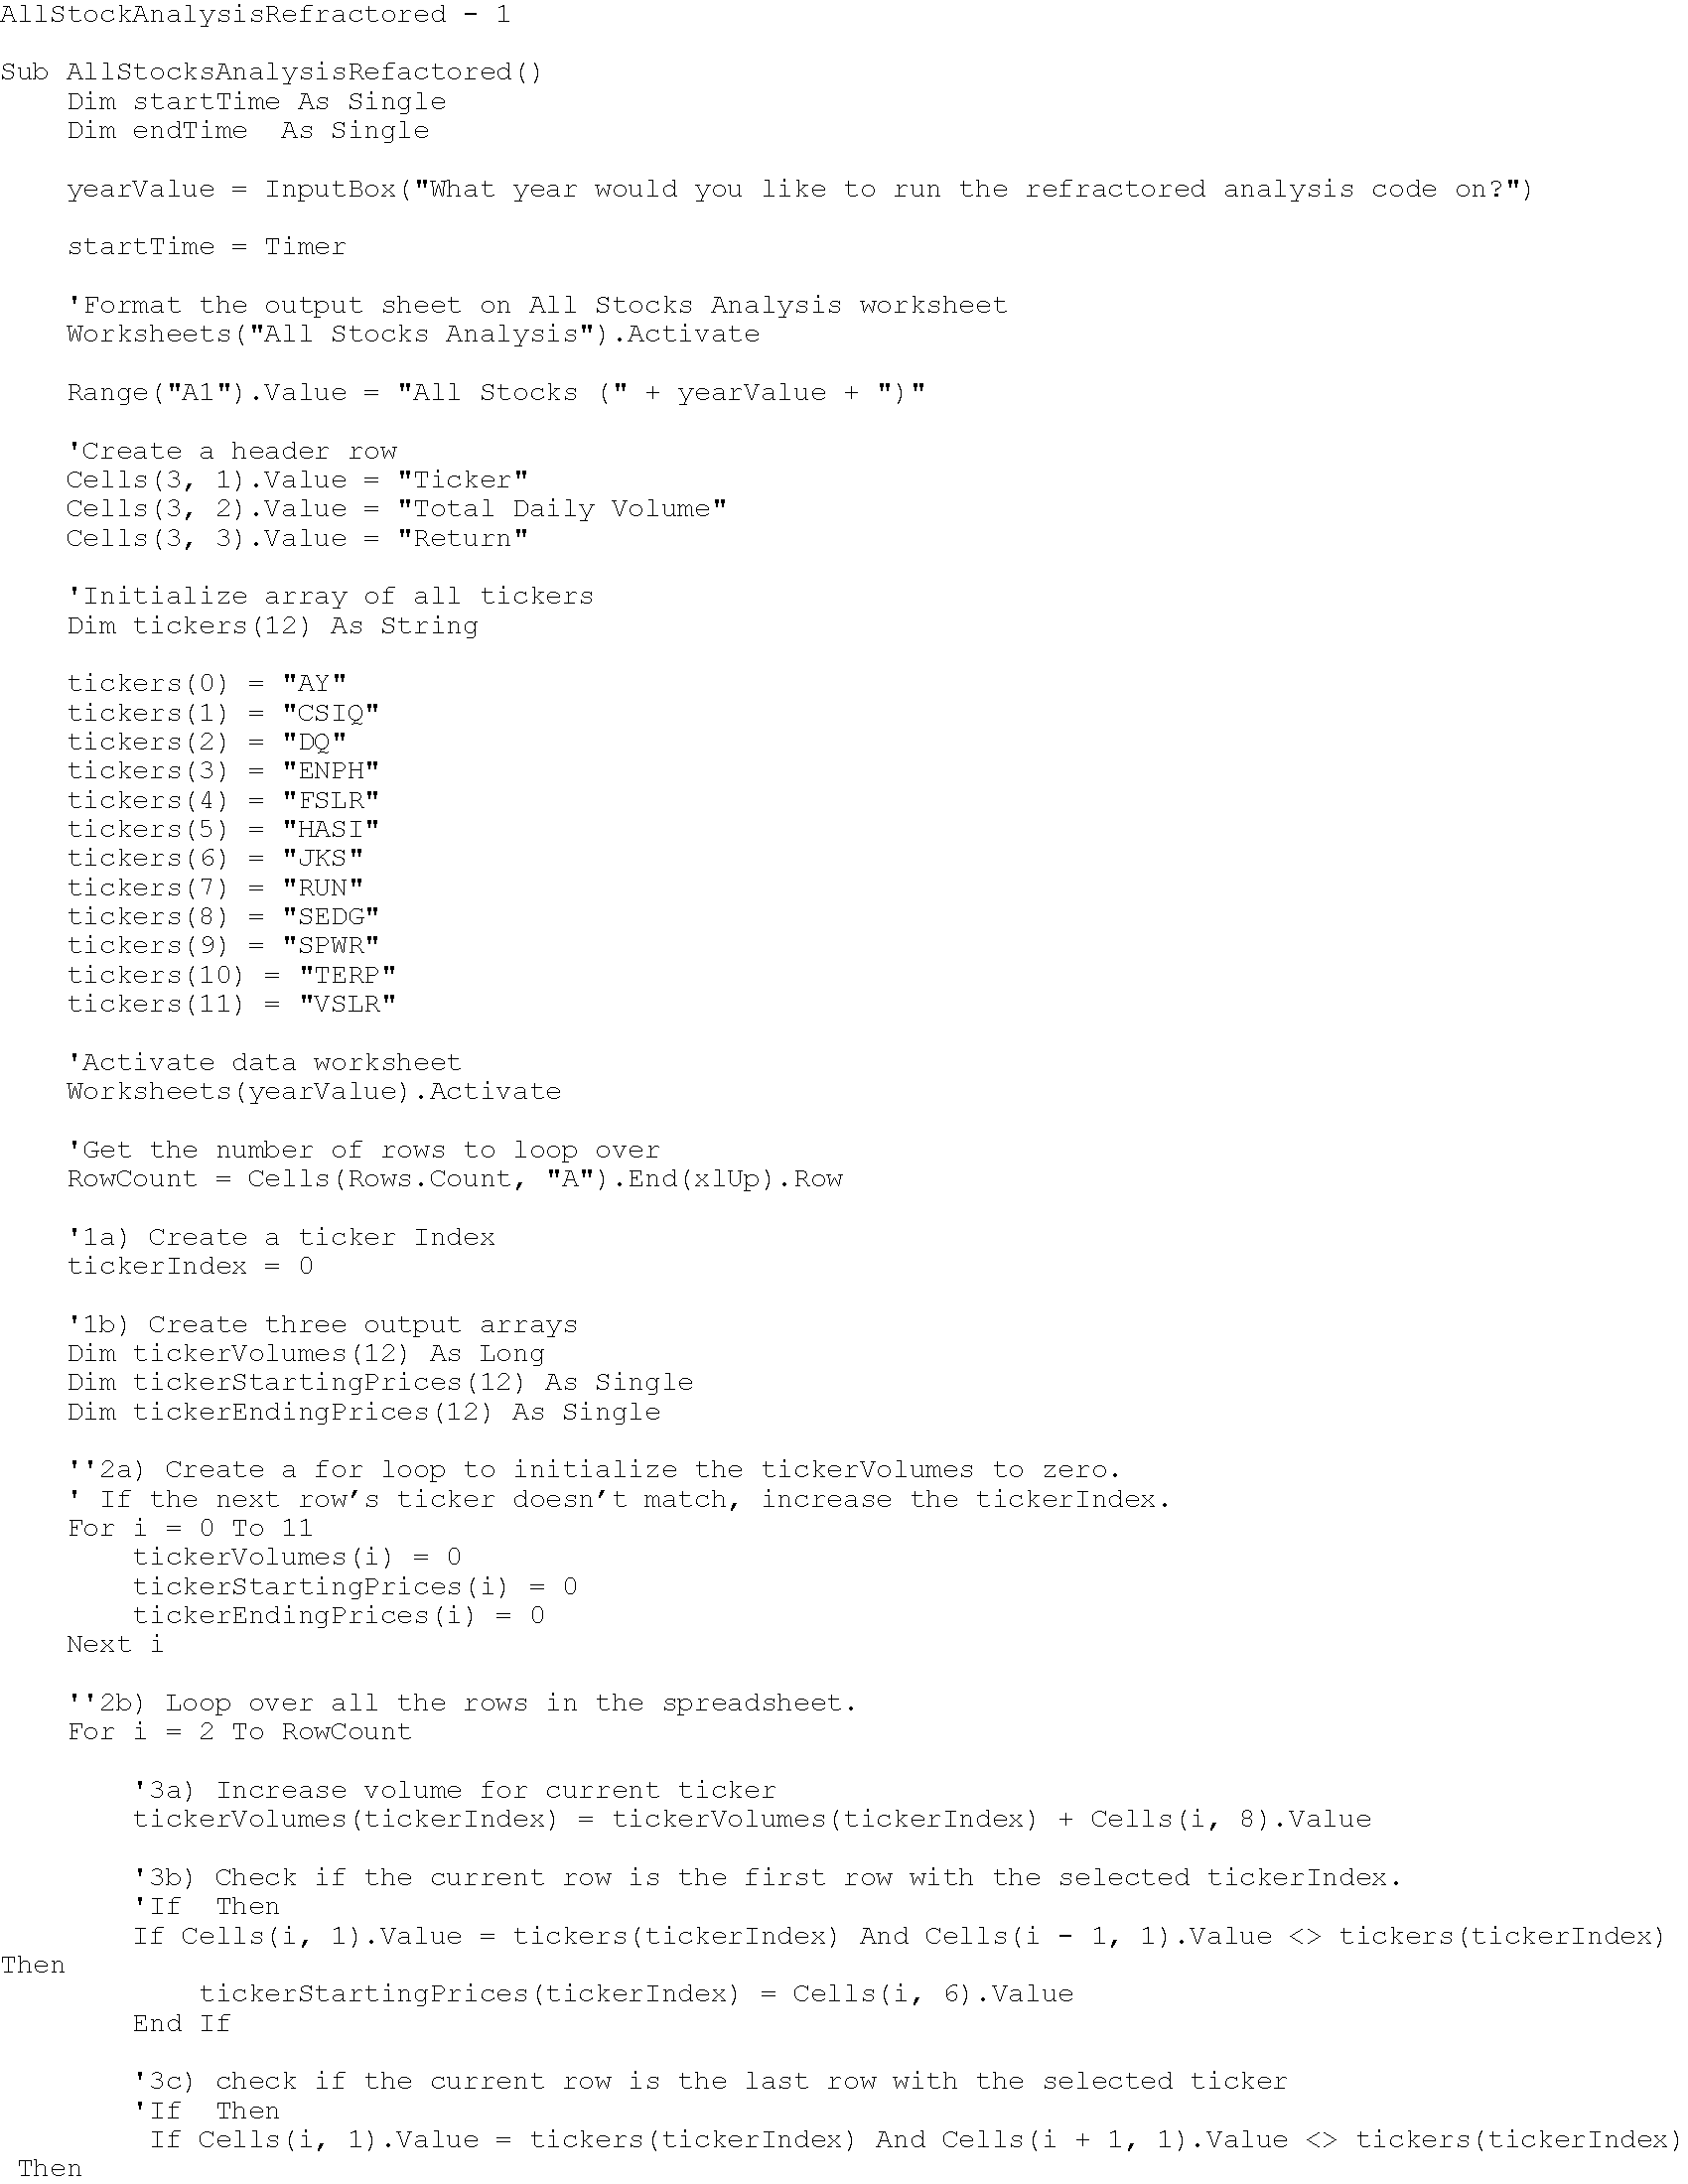 AllStockAnalysisRefractored - 1
Sub AllStocksAnalysisRefactored()
    Dim startTime As Single
    Dim endTime  As Single
    yearValue = InputBox("What year would you like to run the refractored analysis code on?")
    startTime = Timer
    'Format the output sheet on All Stocks Analysis worksheet
    Worksheets("All Stocks Analysis").Activate
    Range("A1").Value = "All Stocks (" + yearValue + ")"
    'Create a header row
    Cells(3, 1).Value = "Ticker"
    Cells(3, 2).Value = "Total Daily Volume"
    Cells(3, 3).Value = "Return"
    'Initialize array of all tickers
    Dim tickers(12) As String
    tickers(0) = "AY"
    tickers(1) = "CSIQ"
    tickers(2) = "DQ"
    tickers(3) = "ENPH"
    tickers(4) = "FSLR"
    tickers(5) = "HASI"
    tickers(6) = "JKS"
    tickers(7) = "RUN"
    tickers(8) = "SEDG"
    tickers(9) = "SPWR"
    tickers(10) = "TERP"
    tickers(11) = "VSLR"
    'Activate data worksheet
    Worksheets(yearValue).Activate
    'Get the number of rows to loop over
    RowCount = Cells(Rows.Count, "A").End(xlUp).Row
    '1a) Create a ticker Index
    tickerIndex = 0
    '1b) Create three output arrays
    Dim tickerVolumes(12) As Long
    Dim tickerStartingPrices(12) As Single
    Dim tickerEndingPrices(12) As Single
    ''2a) Create a for loop to initialize the tickerVolumes to zero.
    ' If the next row’s ticker doesn’t match, increase the tickerIndex.
    For i = 0 To 11
        tickerVolumes(i) = 0
        tickerStartingPrices(i) = 0
        tickerEndingPrices(i) = 0
    Next i
    ''2b) Loop over all the rows in the spreadsheet.
    For i = 2 To RowCount
        '3a) Increase volume for current ticker
        tickerVolumes(tickerIndex) = tickerVolumes(tickerIndex) + Cells(i, 8).Value
        '3b) Check if the current row is the first row with the selected tickerIndex.
        'If  Then
        If Cells(i, 1).Value = tickers(tickerIndex) And Cells(i - 1, 1).Value <> tickers(tickerIndex)
Then
            tickerStartingPrices(tickerIndex) = Cells(i, 6).Value
        End If
        '3c) check if the current row is the last row with the selected ticker
        'If  Then
         If Cells(i, 1).Value = tickers(tickerIndex) And Cells(i + 1, 1).Value <> tickers(tickerIndex)
 Then